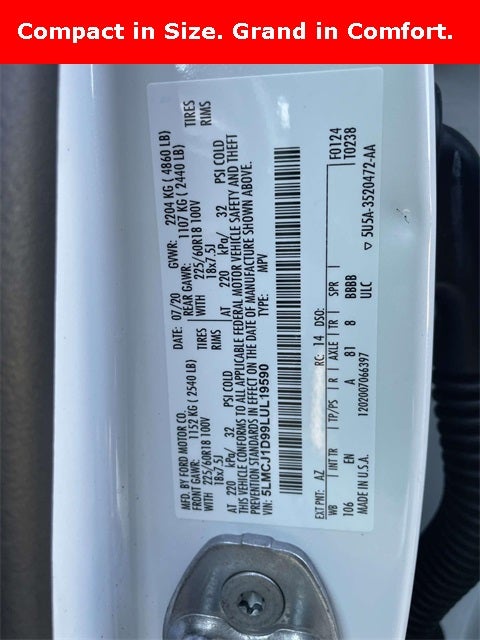 Compact in Size. Grand in Comfort.
MFD. BY FORD MOTOR CO.
DATE: 07/20 GVWR: 2204 KG ( 4860 LB)
FRONT GAWR: REAR GAWR:
1152 KG ( 2540 LB) 1107 KG ( 2440 LB)
WITH WITH
225/60R18 100V TIRES 225/60R18 100V TIRES
18x7.5J RIMS 18x7.5J RIMS
AT 220 kPa/ 32 PSI COLD AT 220 kPa/ 32 PSI COLD
THIS VEHICLE CONFORMS TO ALL APPLICABLE FEDERAL MOTOR VEHICLE SAFETY AND THEFT
PREVENTION STANDARDS IN EFFECT ON THE DATE OF MANUFACTURE SHOWN ABOVE.
VIN: 5LMCJ1D99LUL19590
TYPE: MPV
EXT PNT: AZ RC: 14 DSO: F0124
T0238
WB INT TR TP/PS R AXLE TR SPR
106 EN A 81 8 BBBB
ULC
▽ 5U5A-3520472-AA
MADE IN U.S.A. 1202007066397